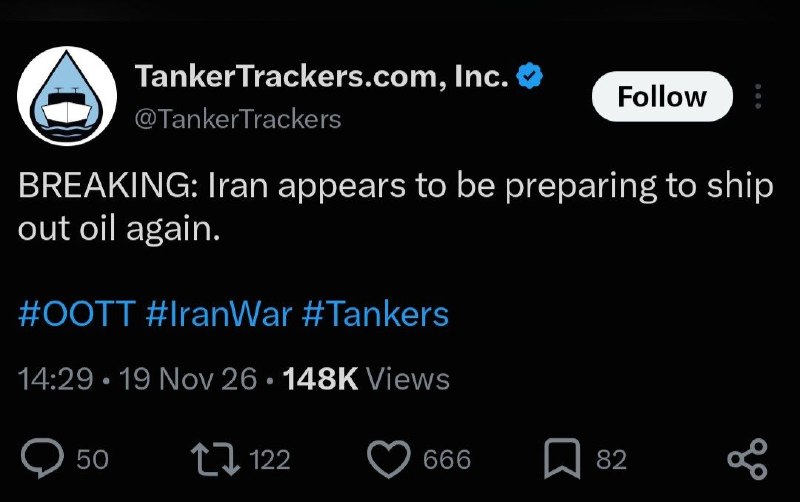 TankerTrackers.com, Inc.
@TankerTrackers
Follow
BREAKING: Iran appears to be preparing to ship
out oil again.
#OOTT #IranWar #Tankers
14:29 • 19 Nov 26 • 148K Views
50 122 666 82